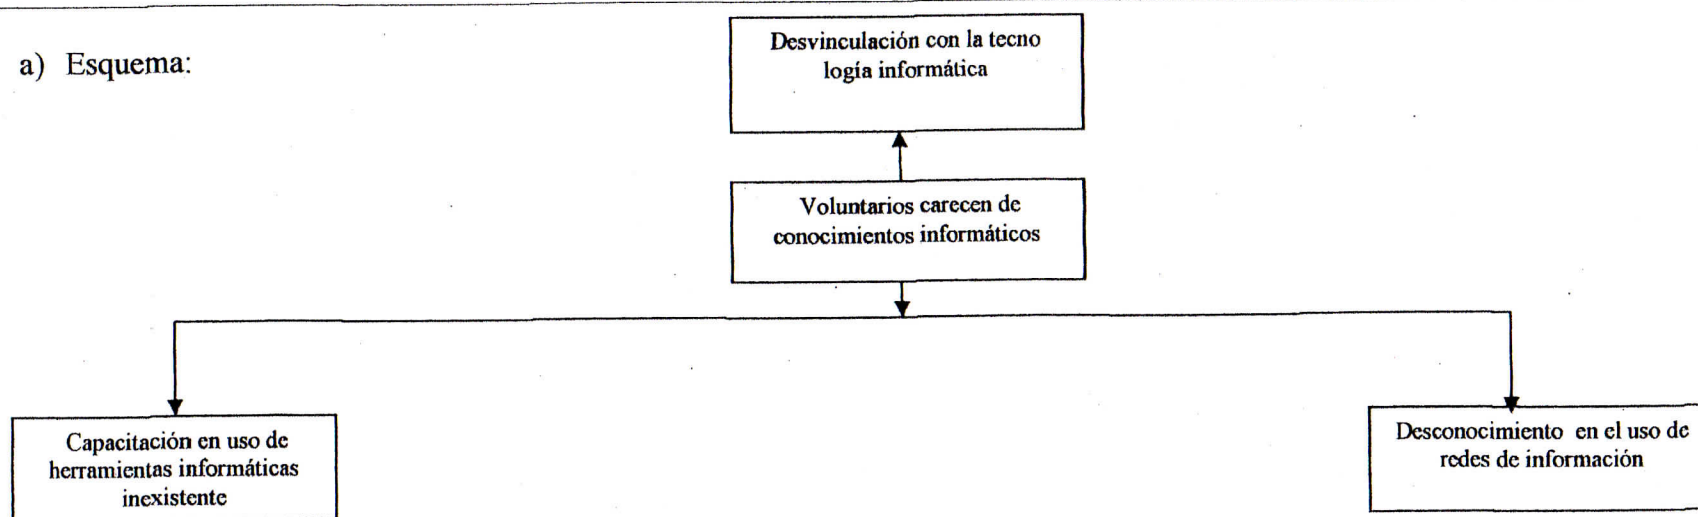 a) Esquema:
Desvinculación con la tecno
logía informática
Voluntarios carecen de
conocimientos informáticos
Capacitación en uso de
herramientas informáticas
inexistente
Desconocimiento en el uso de
redes de información